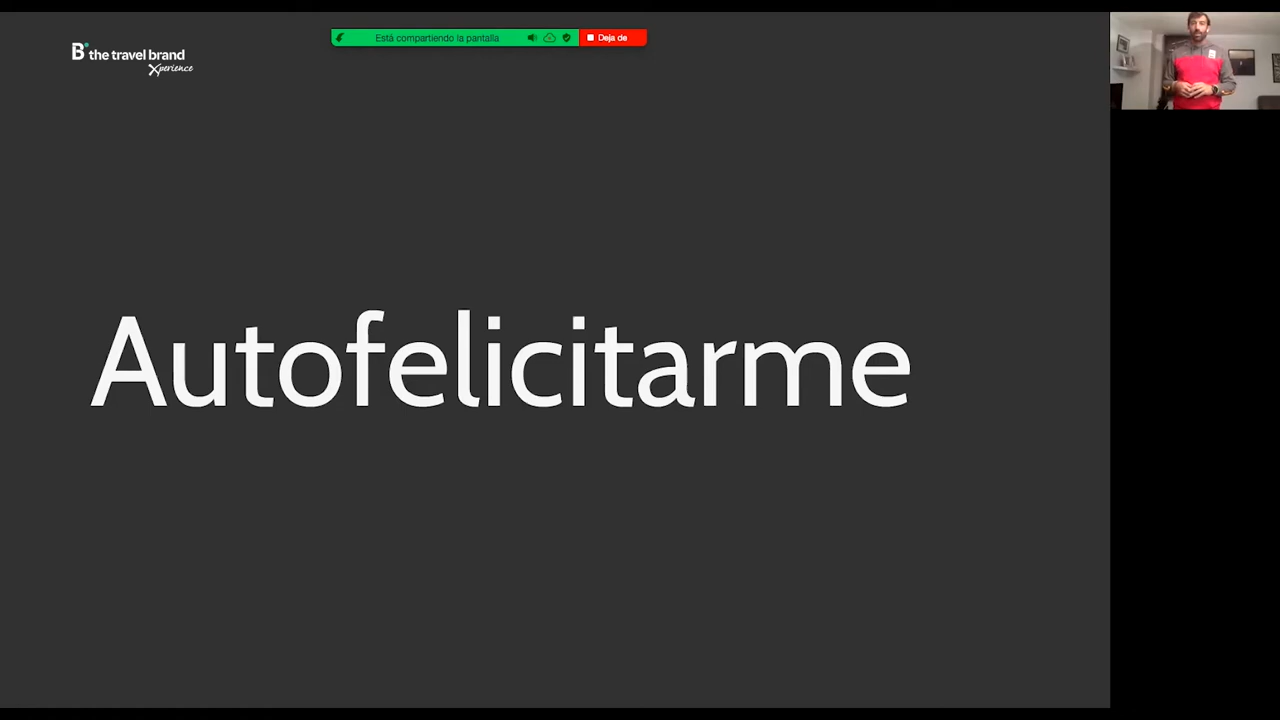 B the travel brand
Xperience
Está compartiendo la pantalla
Deja de
Autofelicitarme